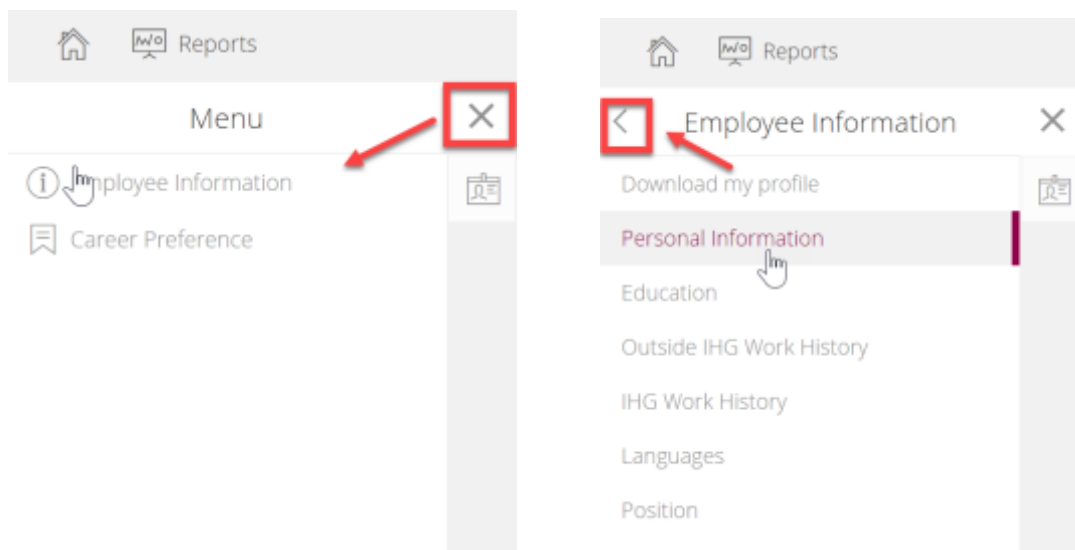 Reports
Menu
Employee Information
Career Preference
Reports
Employee Information
Download my profile
Personal Information
Education
Outside IHG Work History
IHG Work History
Languages
Position